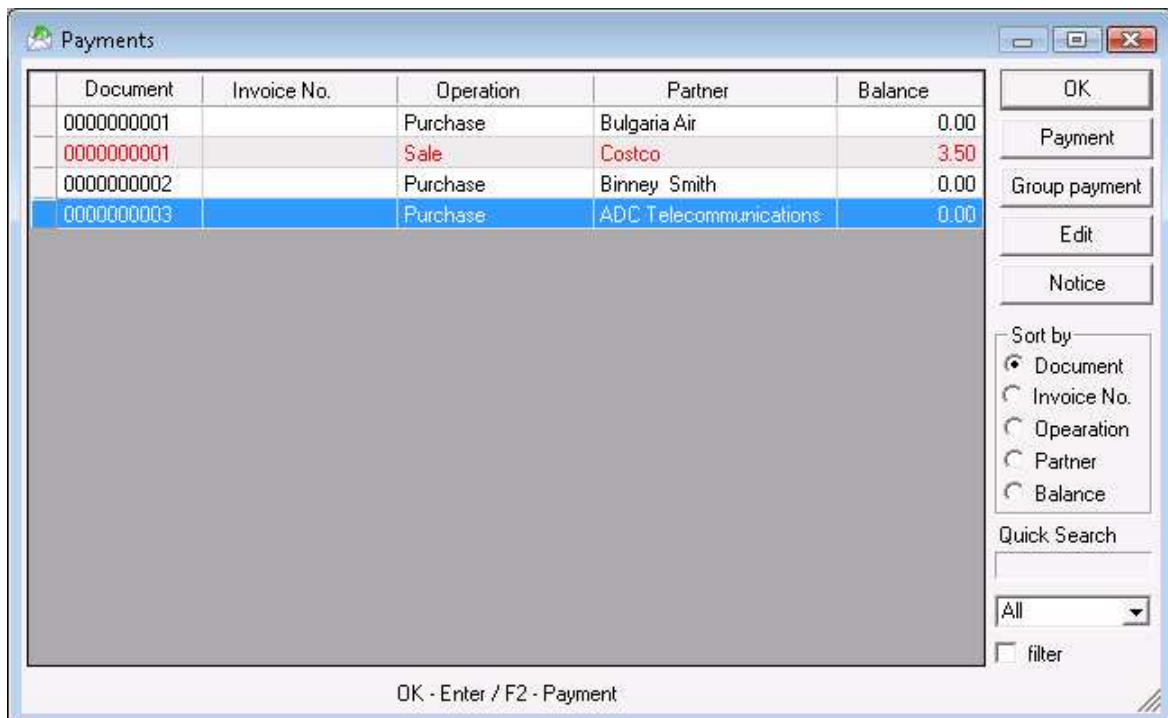 Payments
Document Invoice No. Operation Partner Balance
0000000001 Purchase Bulgaria Air 0.00
0000000001 Sale Costco 3.50
0000000002 Purchase Binney  Smith 0.00
0000000003 Purchase ADC Telecommunications 0.00
OK
Payment
Group payment
Edit
Notice
Sort by
Document
Invoice No.
Opearation
Partner
Balance
Quick Search
All
filter
OK - Enter / F2 - Payment